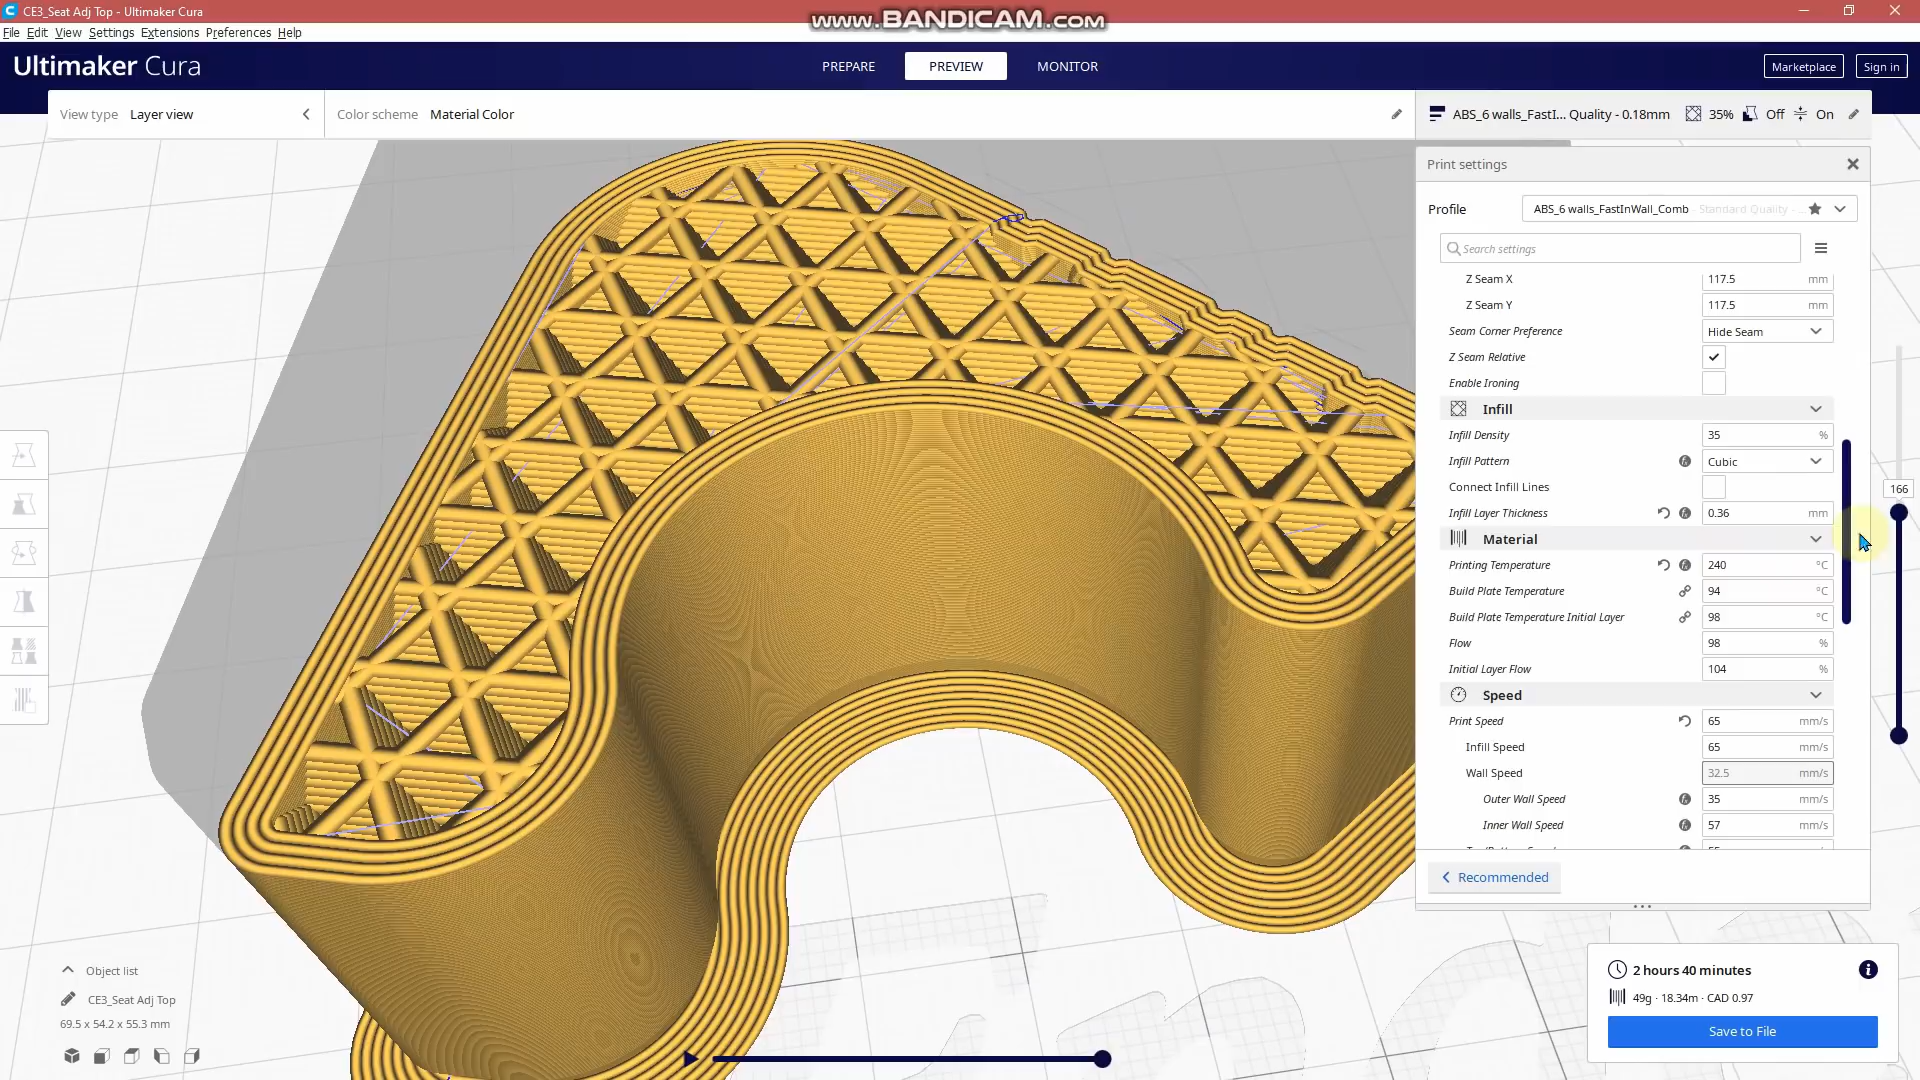 CE3_Seat Adj Top - Ultimaker Cura
www.BANDICAM.com
File Edit View Settings Extensions Preferences Help
Ultimaker Cura
PREPARE
PREVIEW
MONITOR
Marketplace
Sign in
View type Layer view
Color scheme Material Color
ABS_6 walls_FastI... Quality - 0.18mm
35%
Off
On
Print settings
Profile
ABS_6 walls_FastInWall_Comb - Standard Quality - ...
Search settings
Z Seam X 117.5 mm
Z Seam Y 117.5 mm
Seam Corner Preference Hide Seam
Z Seam Relative
Enable Ironing
Infill
Infill Density 35 %
Infill Pattern Cubic
Connect Infill Lines
Infill Layer Thickness 0.36 mm
Material
Printing Temperature 240 °C
Build Plate Temperature 94 °C
Build Plate Temperature Initial Layer 98 °C
Flow 98 %
Initial Layer Flow 104 %
Speed
Print Speed 65 mm/s
Infill Speed 65 mm/s
Wall Speed 32.5 mm/s
Outer Wall Speed 35 mm/s
Inner Wall Speed 57 mm/s
166
Recommended
Object list
CE3_Seat Adj Top
69.5 x 54.2 x 55.3 mm
2 hours 40 minutes
49g · 18.34m · CAD 0.97
Save to File